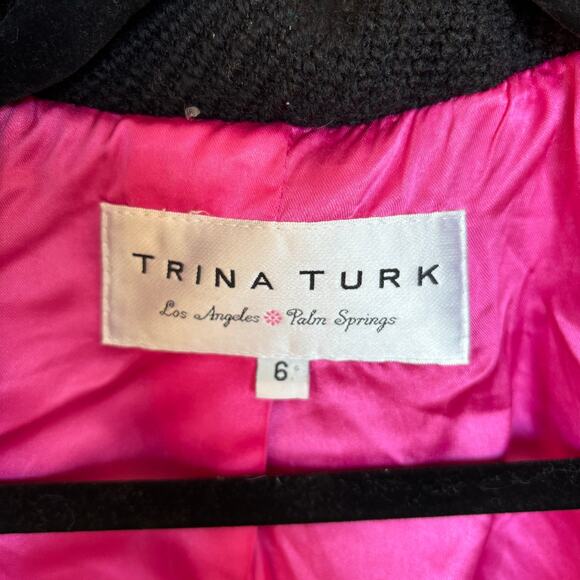 TRINA TURK
Los Angeles Palm Springs
6